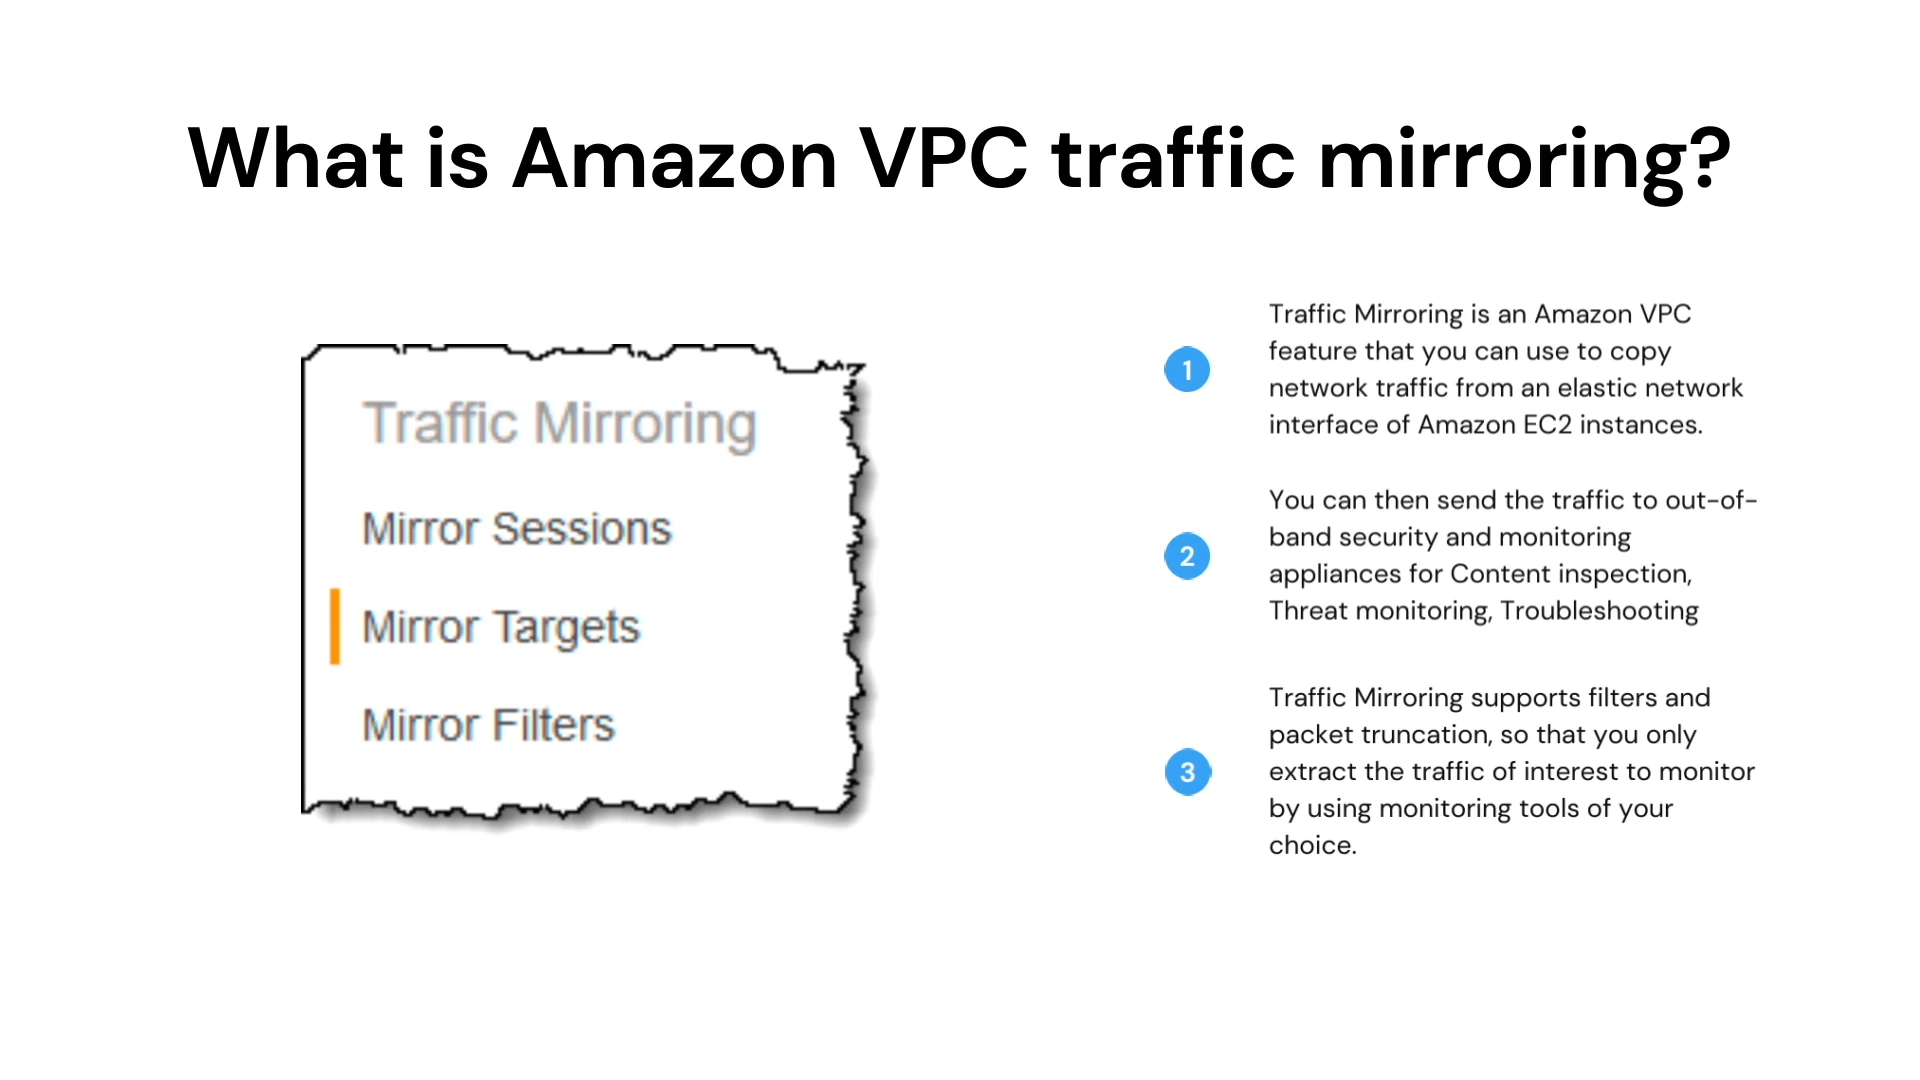 What is Amazon VPC traffic mirroring?
Traffic Mirroring
Mirror Sessions
Mirror Targets
Mirror Filters
1
Traffic Mirroring is an Amazon VPC
feature that you can use to copy
network traffic from an elastic network
interface of Amazon EC2 instances.
2
You can then send the traffic to out-of-
band security and monitoring
appliances for Content inspection,
Threat monitoring, Troubleshooting
3
Traffic Mirroring supports filters and
packet truncation, so that you only
extract the traffic of interest to monitor
by using monitoring tools of your
choice.